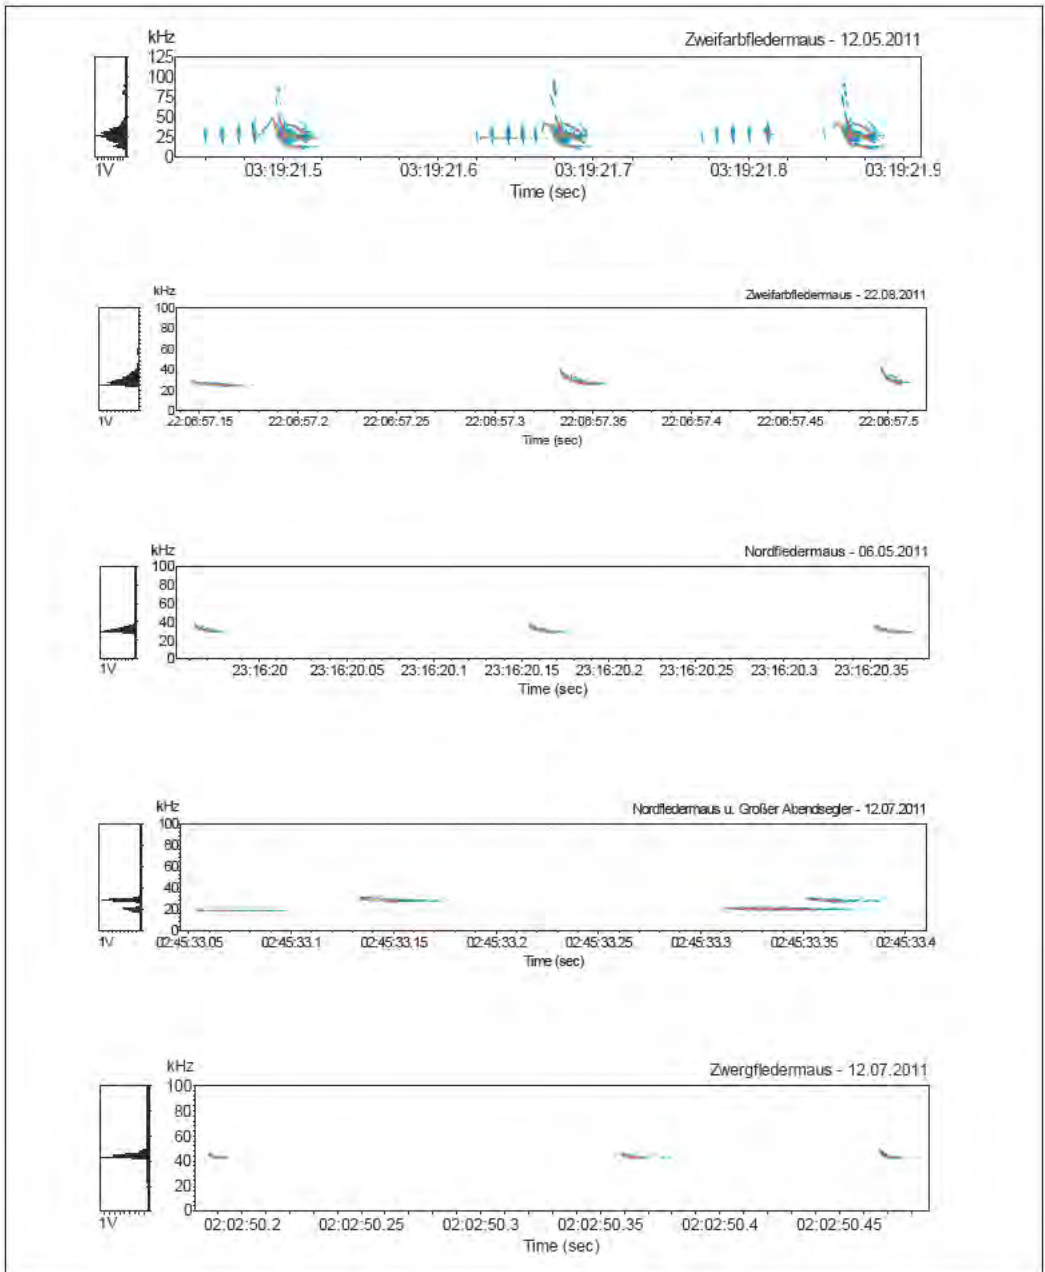 kHz
Zweifarbfledermaus - 12.05.2011
125
100
75
50
25
0
1V
03:19:21.5 03:19:21.6 03:19:21.7 03:19:21.8 03:19:21.9
Time (sec)
kHz
Zweifarbfledermaus - 22.08.2011
100
80
60
40
20
0
1V
22:06:57.15 22:06:57.2 22:06:57.25 22:06:57.3 22:06:57.35 22:06:57.4 22:06:57.45 22:06:57.5
Time (sec)
kHz
Nordfledermaus - 06.05.2011
100
80
60
40
20
0
1V
23:16:20 23:16:20.05 23:16:20.1 23:16:20.15 23:16:20.2 23:16:20.25 23:16:20.3 23:16:20.35
Time (sec)
kHz
Nordfledermaus u. Großer Abendsegler - 12.07.2011
100
80
60
40
20
0
1V
02:45:33.05 02:45:33.1 02:45:33.15 02:45:33.2 02:45:33.25 02:45:33.3 02:45:33.35 02:45:33.4
Time (sec)
kHz
Zwergfledermaus - 12.07.2011
100
80
60
40
20
0
1V
02:02:50.2 02:02:50.25 02:02:50.3 02:02:50.35 02:02:50.4 02:02:50.45
Time (sec)